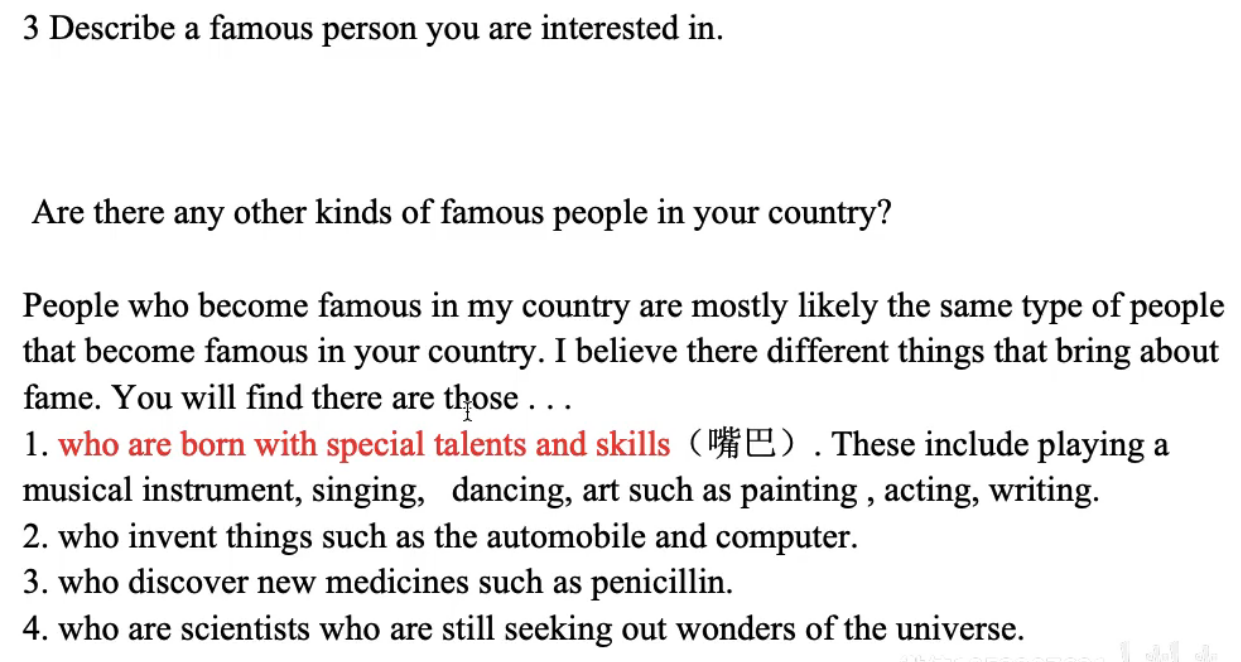 3 Describe a famous person you are interested in.
Are there any other kinds of famous people in your country?
People who become famous in my country are mostly likely the same type of people
that become famous in your country. I believe there different things that bring about
fame. You will find there are those . . .
1. who are born with special talents and skills（嘴巴）. These include playing a
musical instrument, singing, dancing, art such as painting , acting, writing.
2. who invent things such as the automobile and computer.
3. who discover new medicines such as penicillin.
4. who are scientists who are still seeking out wonders of the universe.